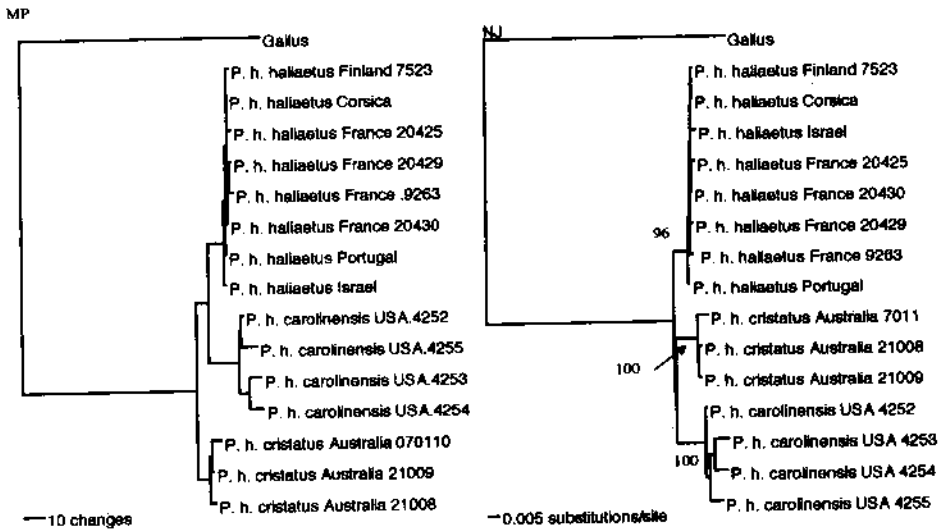 MP
Gallus
P. h. haliaetus Finland 7523
P. h. haliaetus Corsica
P. h. haliaetus France 20425
P. h. haliaetus France 20429
P. h. haliaetus France .9263
P. h. haliaetus France 20430
P. h. haliaetus Portugal
P. h. haliaetus Israel
P. h. carolinensis USA.4252
P. h. carolinensis USA.4255
P. h. carolinensis USA.4253
P. h. carolinensis USA.4254
P. h. cristatus Australia 070110
P. h. cristatus Australia 21009
P. h. cristatus Australia 21008
10 changes
NJ
Gallus
P. h. haliaetus Finland 7523
P. h. haliaetus Corsica
P. h. haliaetus Israel
P. h. haliaetus France 20425
P. h. haliaetus France 20430
P. h. haliaetus France 20429
96
P. h. haliaetus France 9263
P. h. haliaetus Portugal
P. h. cristatus Australia 7011
P. h. cristatus Australia 21008
100
P. h. cristatus Australia 21009
P. h. carolinensis USA 4252
P. h. carolinensis USA 4253
100
P. h. carolinensis USA 4254
P. h. carolinensis USA 4255
0.005 substitutions/site